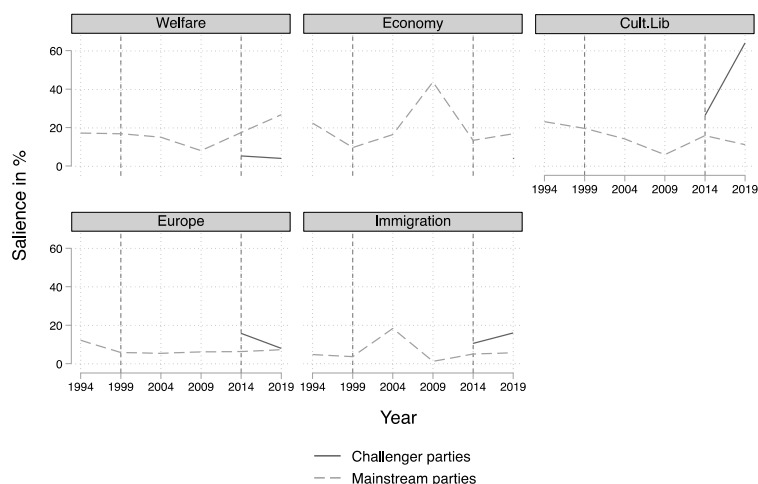 Welfare Economy Cult.Lib
60
40
20
0
1994 1999 2004 2009 2014 2019
Europe Immigration
60
40
20
0
1994 1999 2004 2009 2014 2019 1994 1999 2004 2009 2014 2019
Salience in %
Year
Challenger parties
Mainstream parties